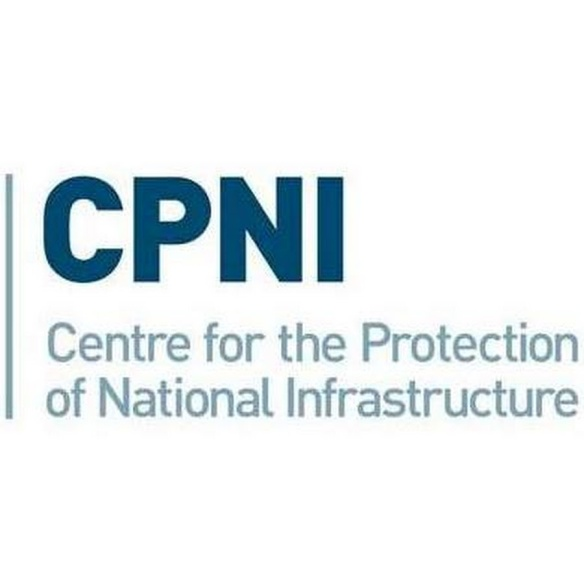 CPNI
Centre for the Protection
of National Infrastructure